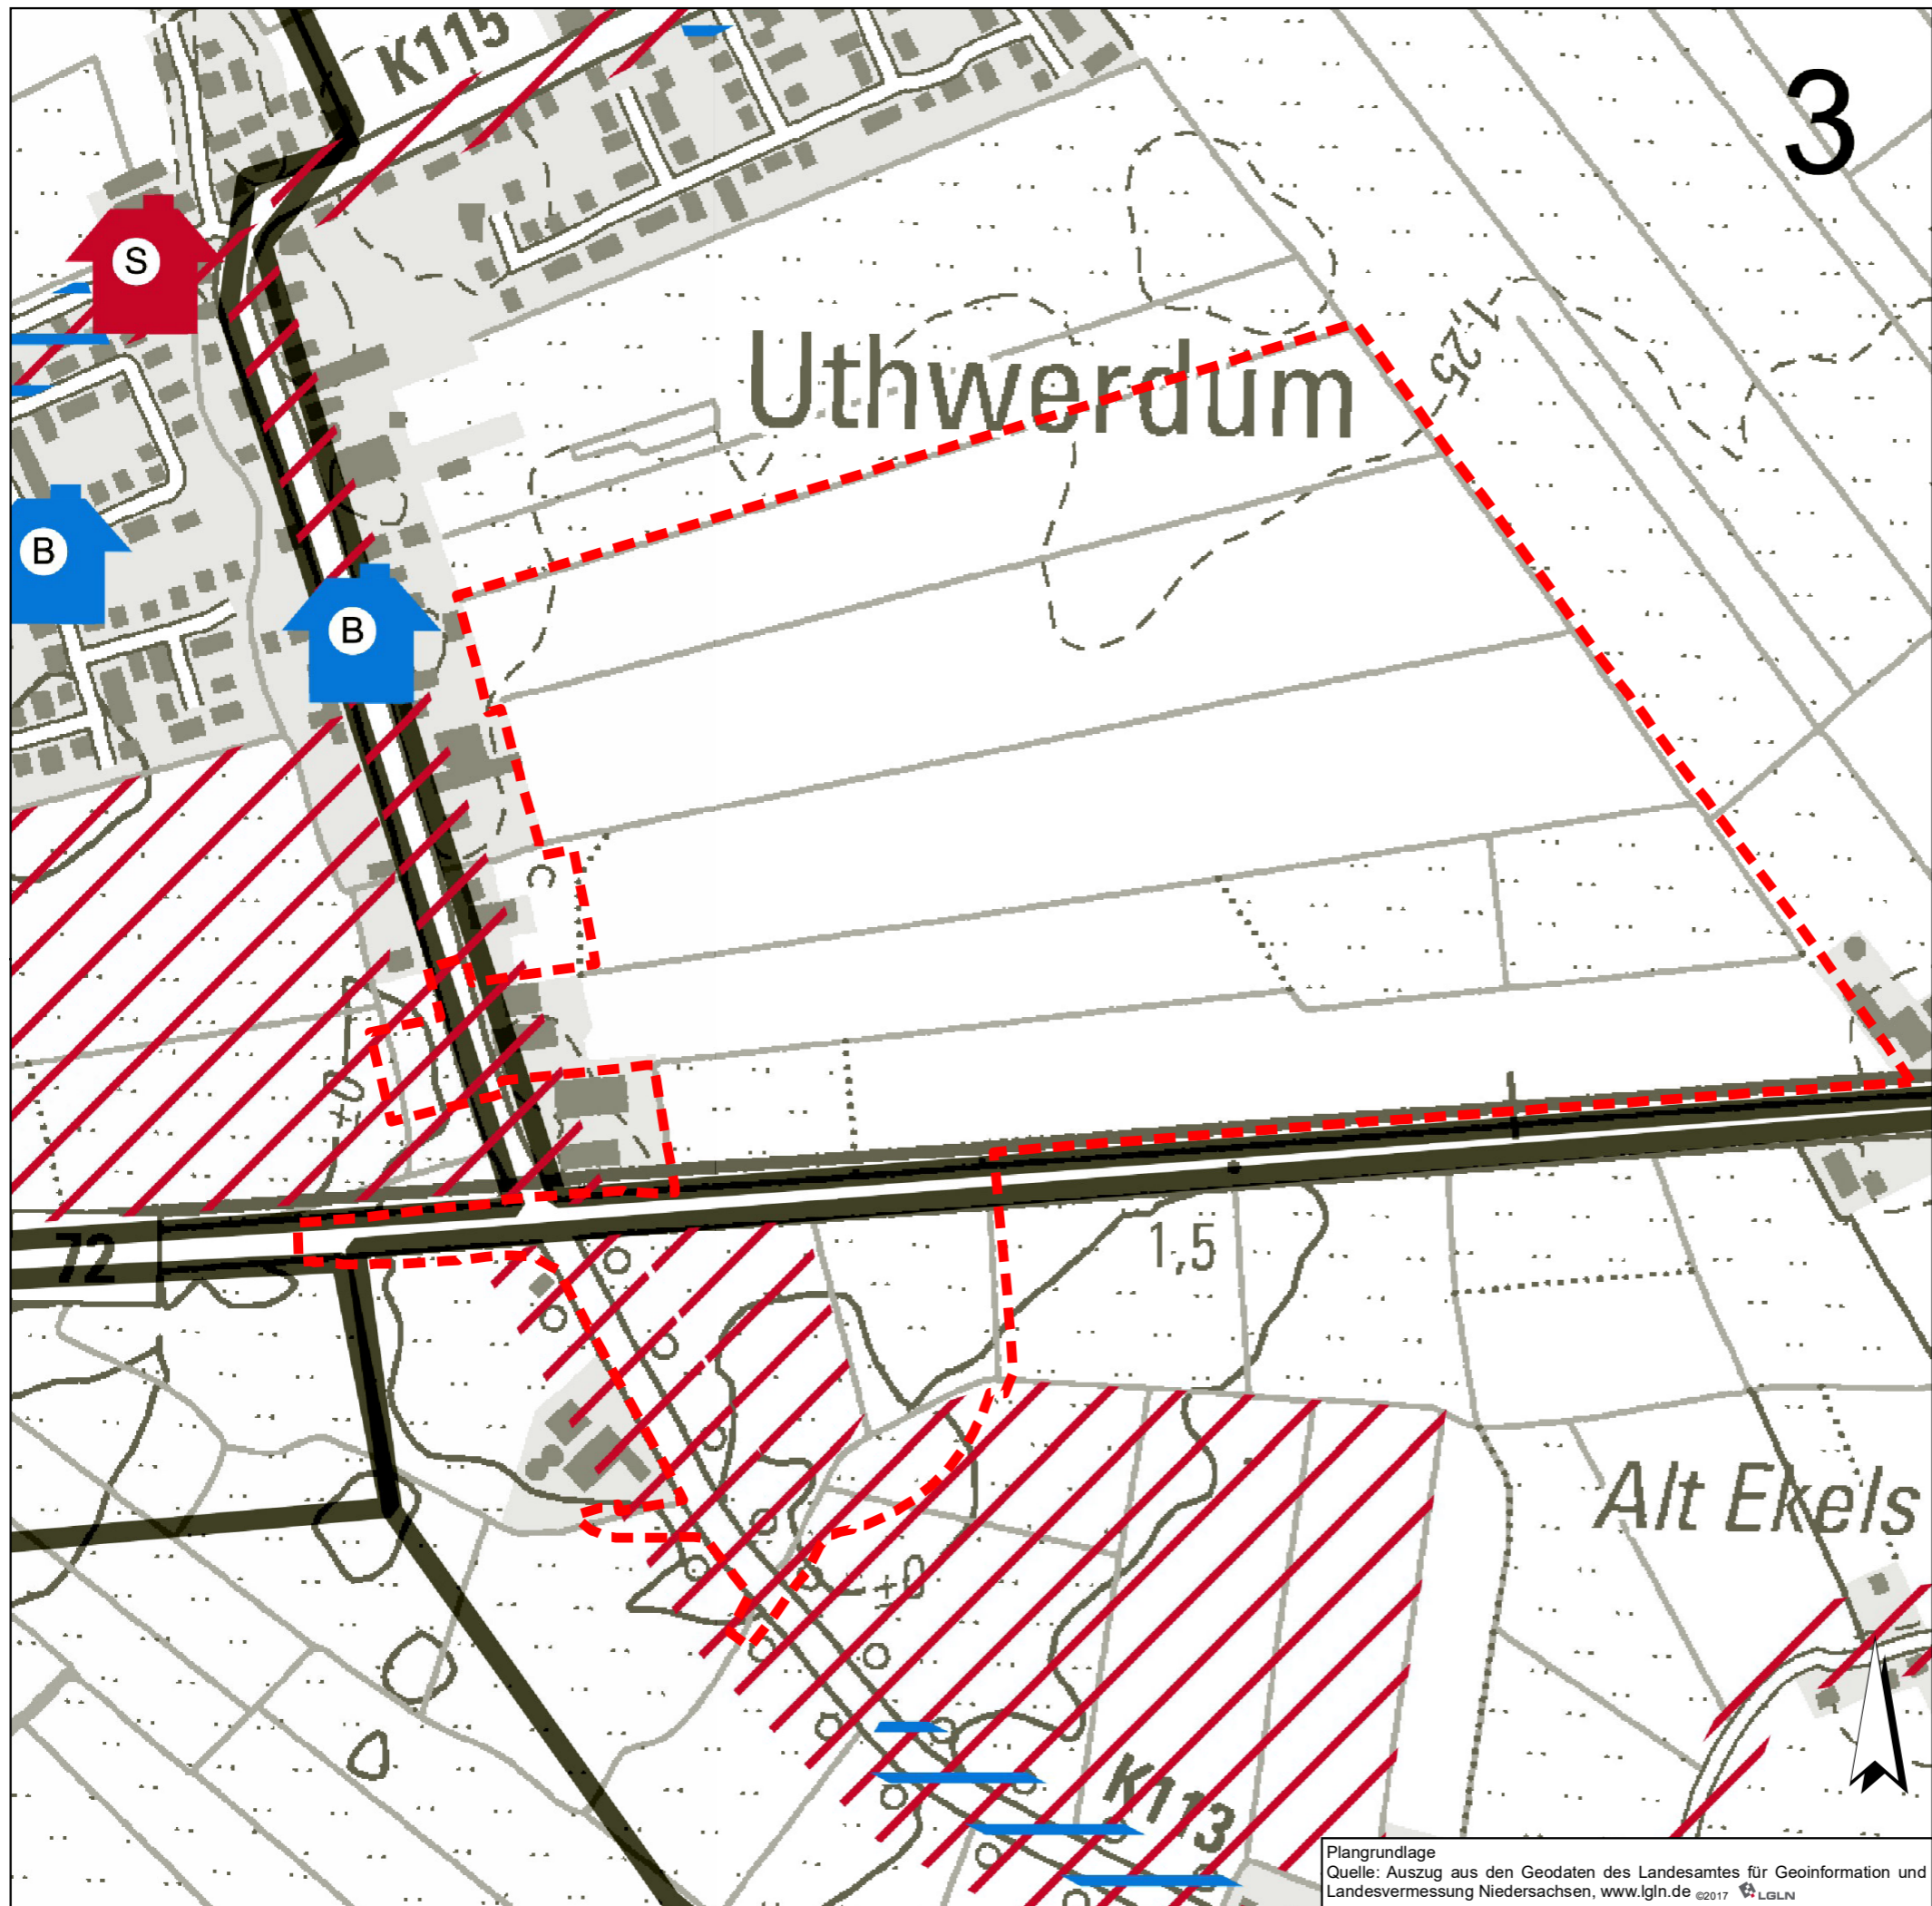 K115
3
S
Uthwerdum
-1,25
B
B
72
1,5
Alt Ekels
+0
+0
K113
Plangrundlage
Quelle: Auszug aus den Geodaten des Landesamtes für Geoinformation und
Landesvermessung Niedersachsen, www.lgln.de ©2017 LGLN